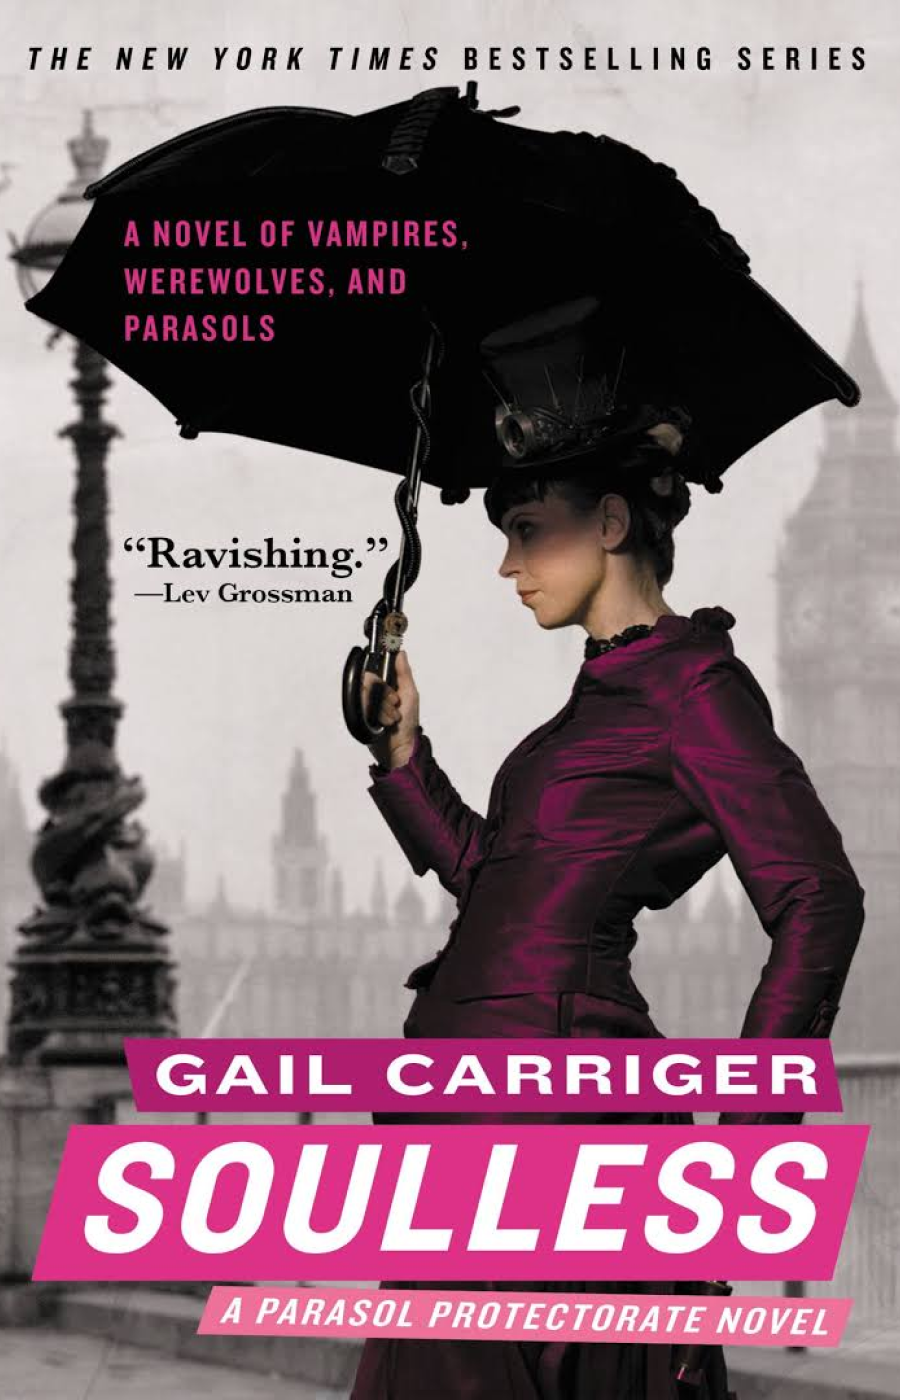 THE NEW YORK TIMES BESTSELLING SERIES
A NOVEL OF VAMPIRES,
WEREWOLVES, AND
PARASOLS
“Ravishing.”
—Lev Grossman
GAIL CARRIGER
SOULLESS
A PARASOL PROTECTORATE NOVEL